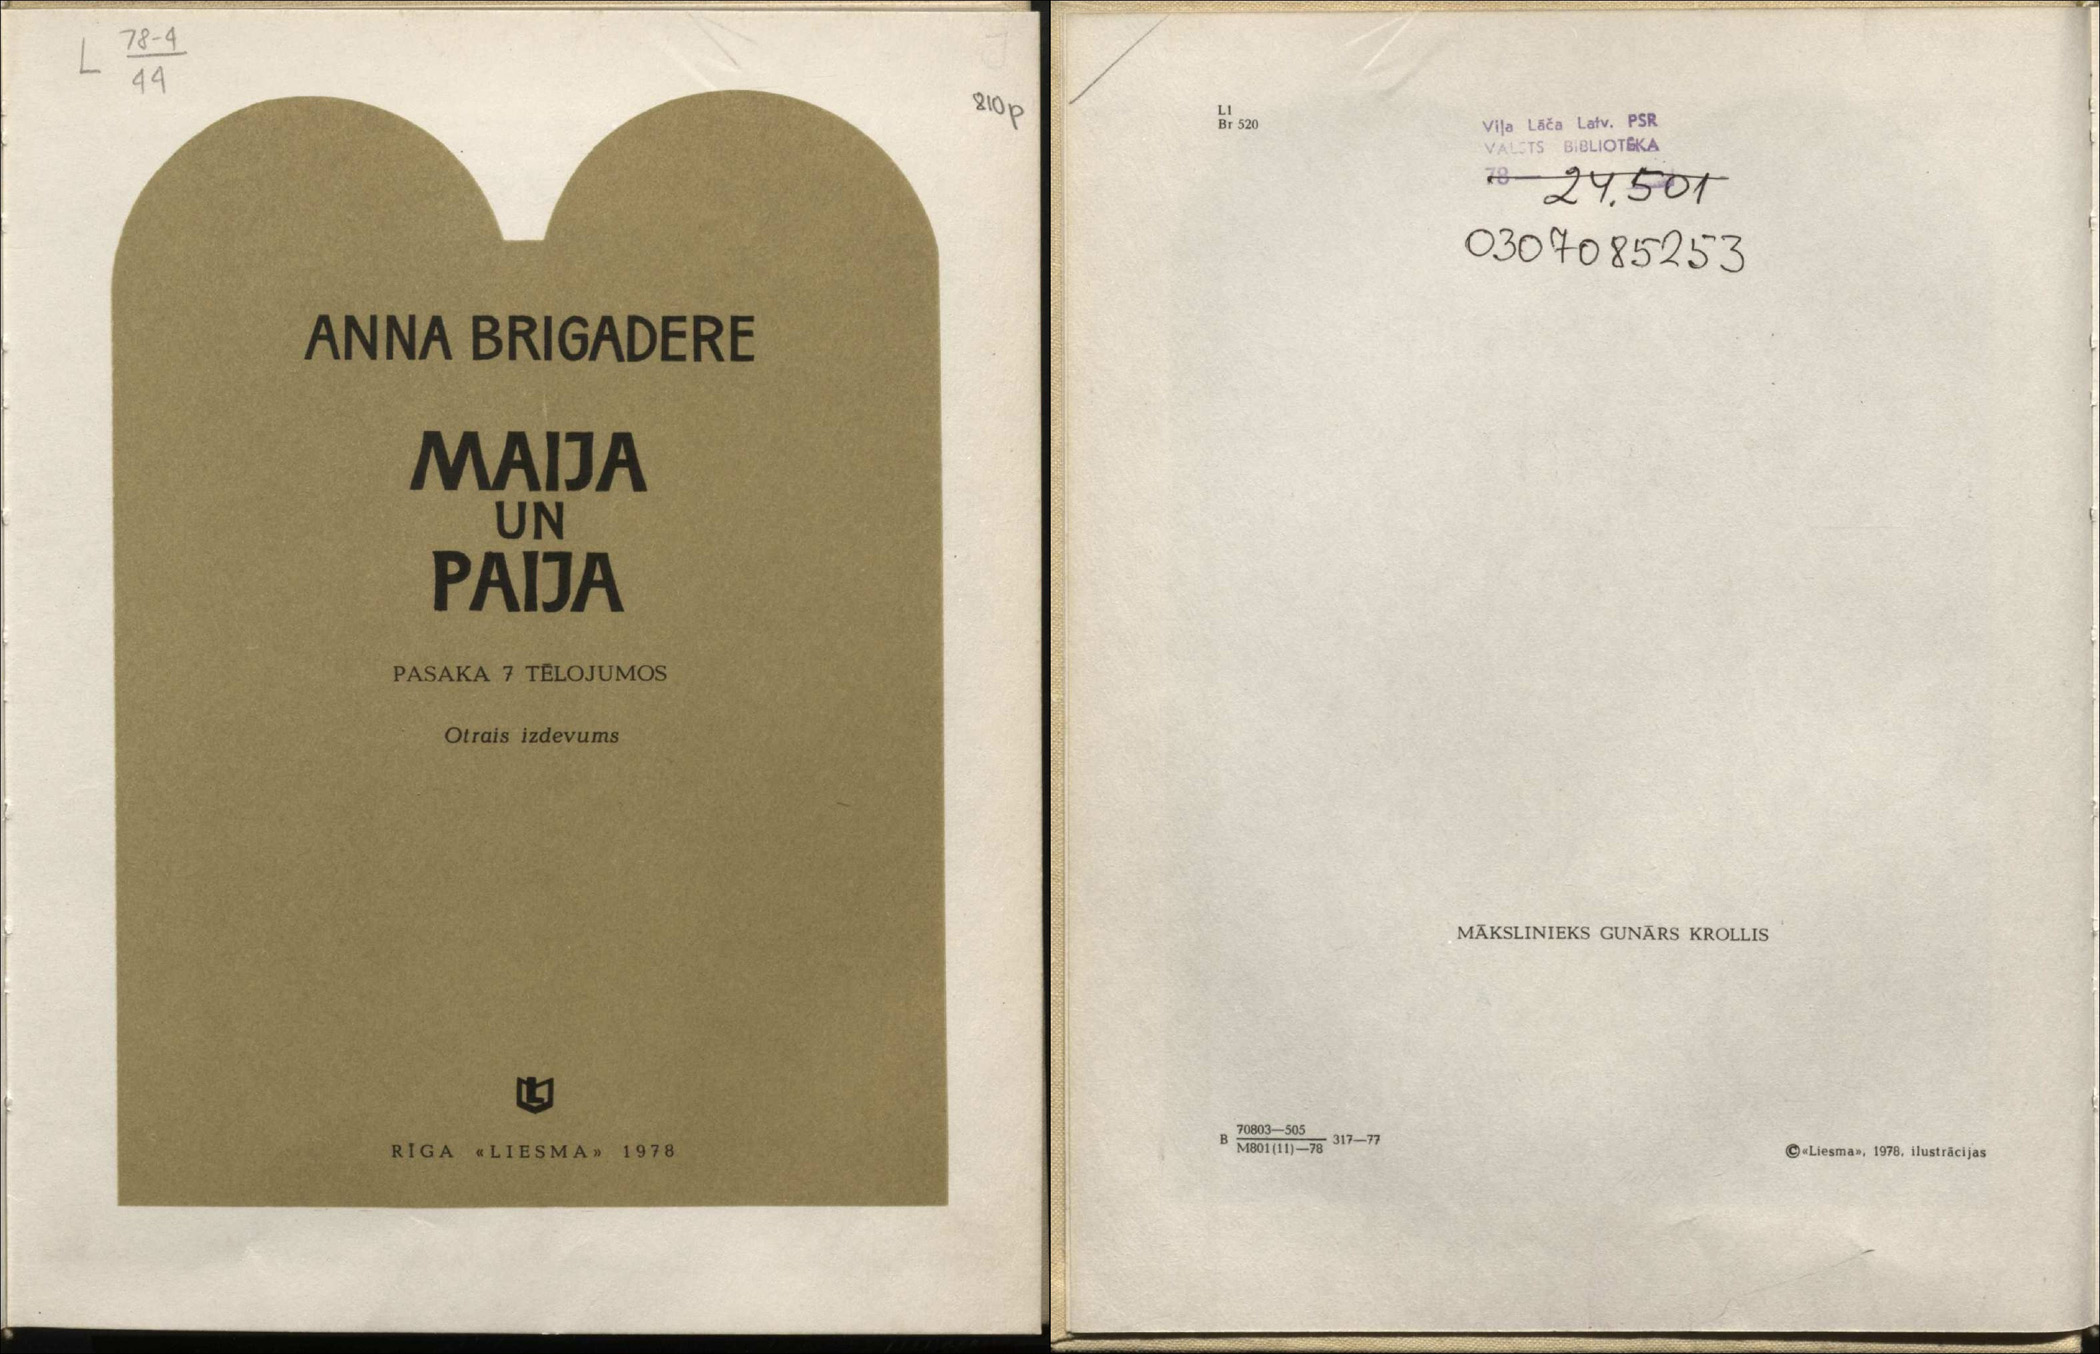 L 78-4
44
810p
ANNA BRIGADERE
MAIJA
UN
PAIJA
PASAKA 7 TĒLOJUMOS
Otrais izdevums
RĪGA «LIESMA» 1978
L1
Br 520
Viļa Lāča Latv. PSR
VALSTS BIBLIOTĒKA
78— 24.501
0307085253
MĀKSLINIEKS GUNĀRS KROLLIS
B 70803—505 317—77
M801(11)—78
©«Liesma», 1978, ilustrācijas